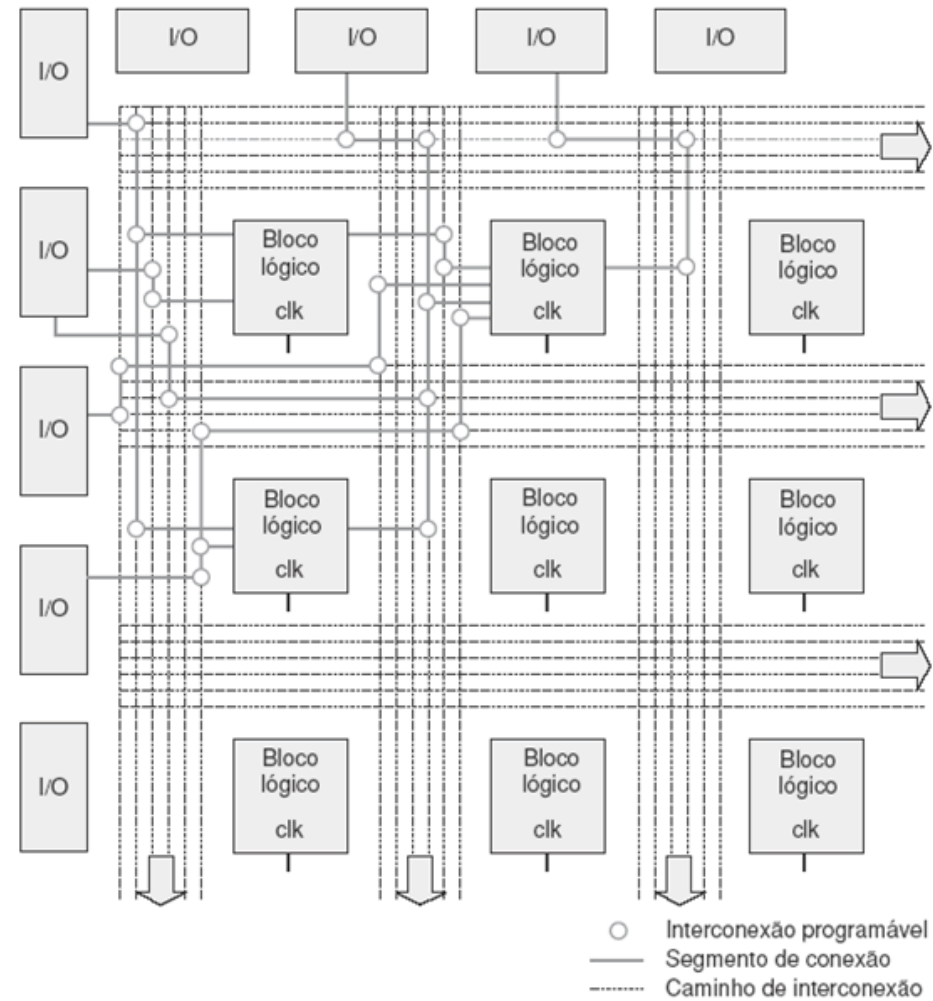 I/O
I/O
I/O
I/O
I/O
I/O
Bloco
lógico
clk
Bloco
lógico
clk
Bloco
lógico
clk
I/O
Bloco
lógico
clk
Bloco
lógico
clk
Bloco
lógico
clk
I/O
I/O
Bloco
lógico
clk
Bloco
lógico
clk
Bloco
lógico
clk
Interconexão programável
Segmento de conexão
Caminho de interconexão